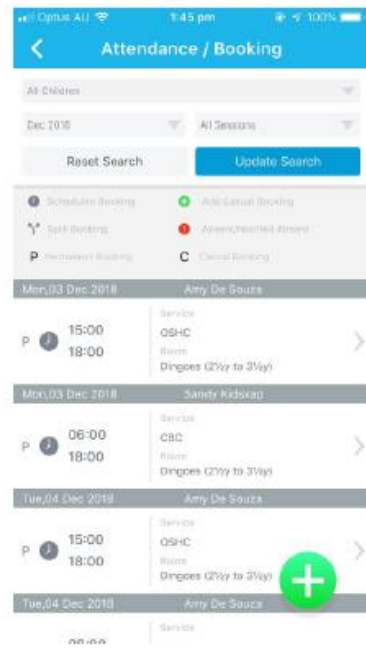 Optus AU 1:45 pm 100%
Attendance / Booking
All Children
Dec 2018 All Sessions
Reset Search Update Search
Scheduled Booking Add Casual Booking
Split Booking Absent/Notified Absent
P Permanent Booking C Casual Booking
Mon,03 Dec 2018 Amy De Souza
Service
15:00 OSHC
P
18:00 Room
Dingoes (2½y to 3½y)
Mon,03 Dec 2018 Sandy Kidsxap
Service
06:00 CBC
P
18:00 Room
Dingoes (2½y to 3½y)
Tue,04 Dec 2018 Amy De Souza
Service
15:00 OSHC
P
18:00 Room
Dingoes (2½y to 3½y)
Tue,04 Dec 2018 Amy De Souza
Service